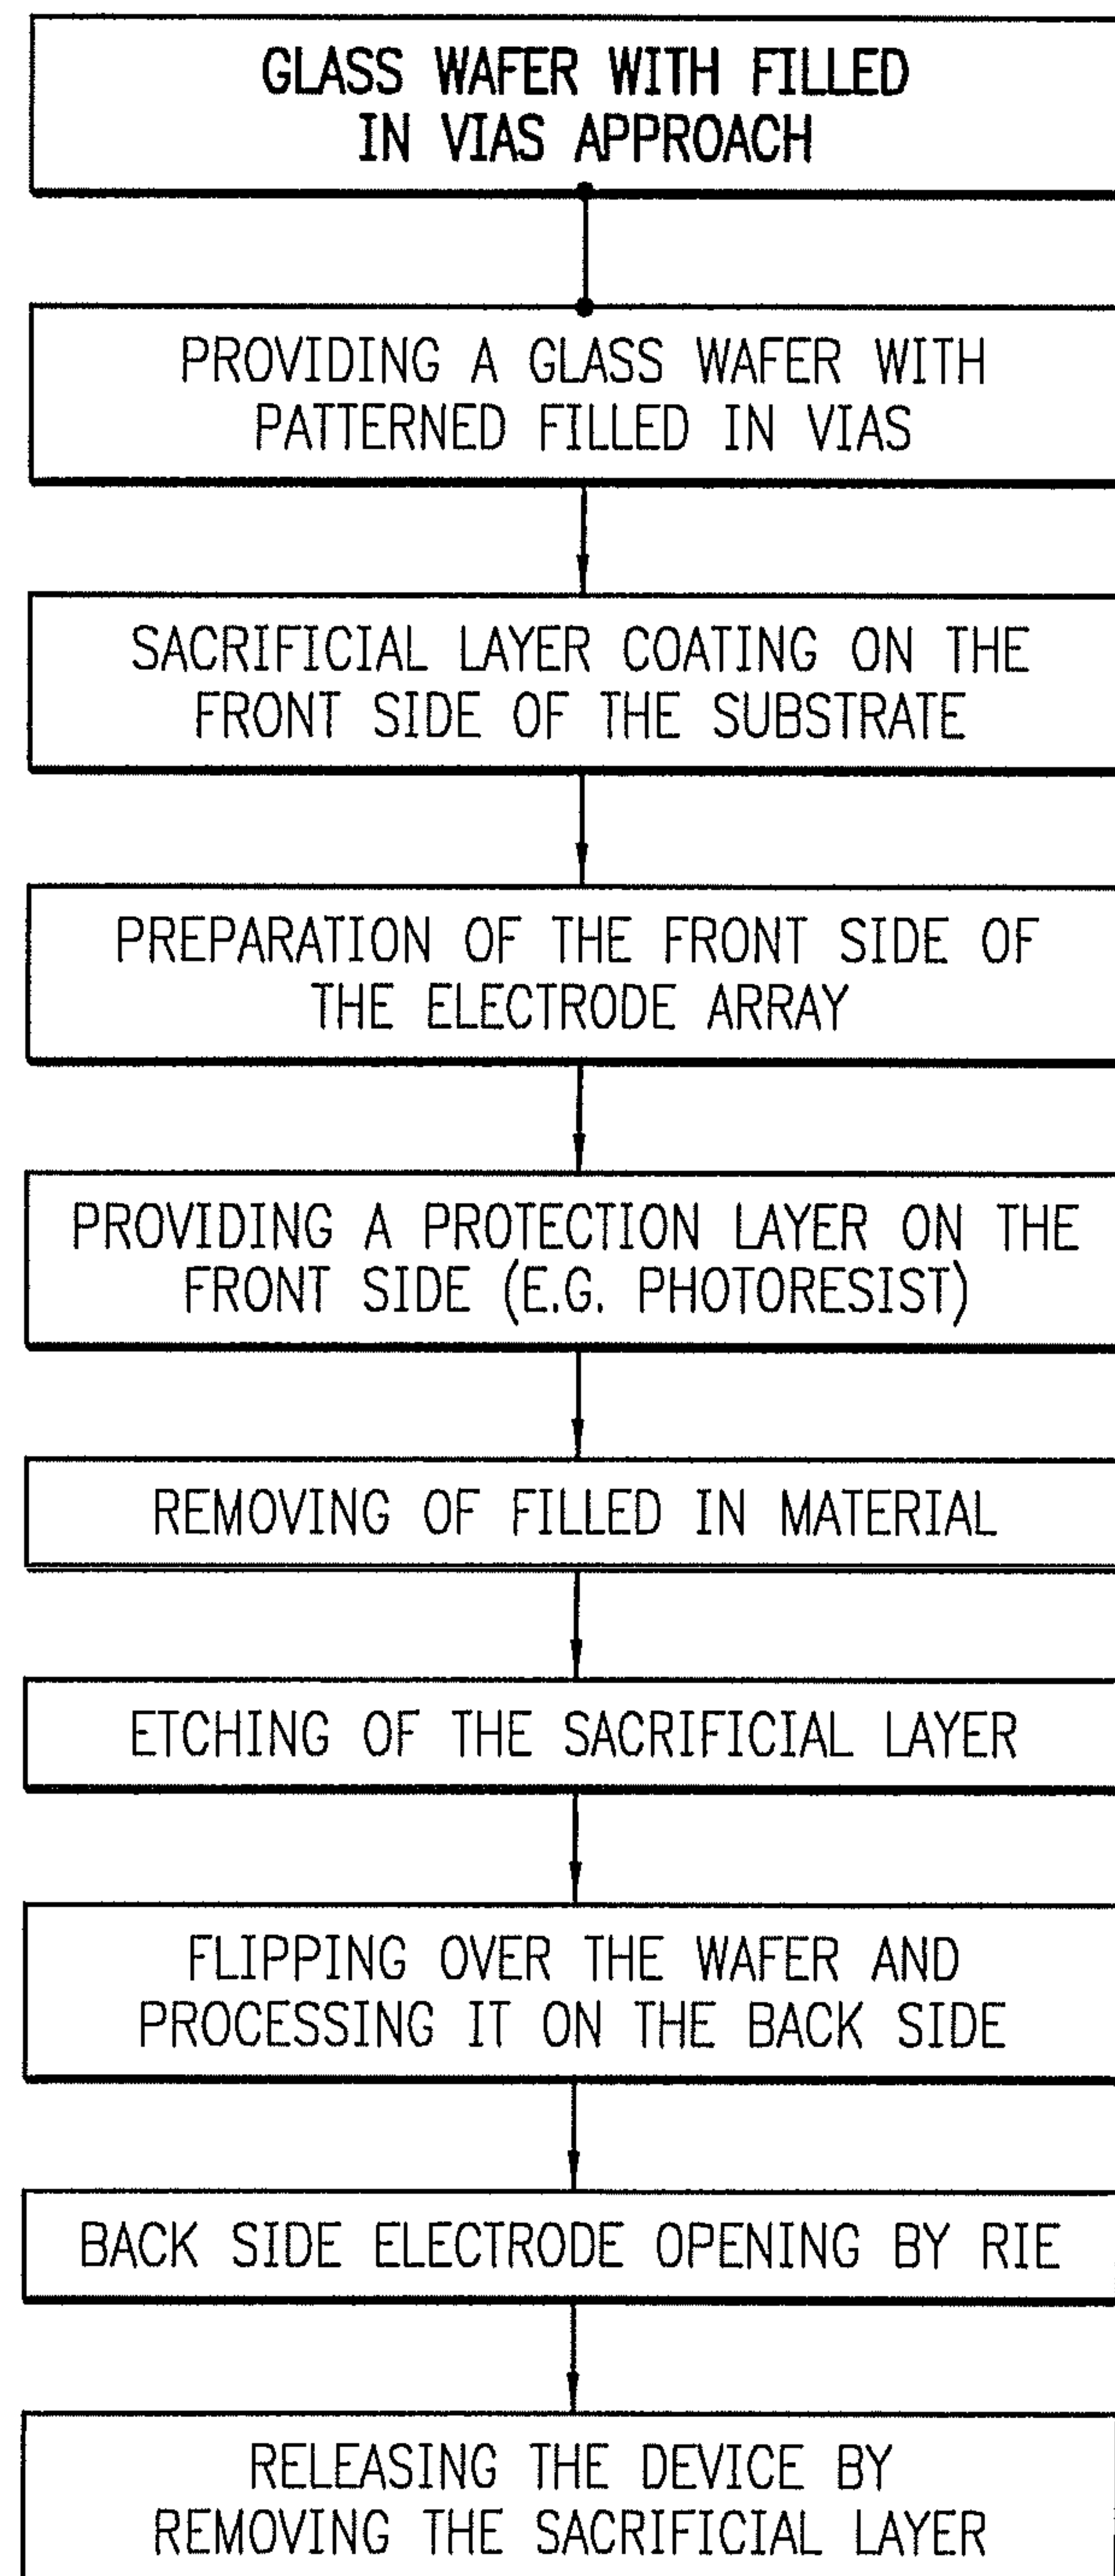 GLASS WAFER WITH FILLED
IN VIAS APPROACH
PROVIDING A GLASS WAFER WITH
PATTERNED FILLED IN VIAS
SACRIFICIAL LAYER COATING ON THE
FRONT SIDE OF THE SUBSTRATE
PREPARATION OF THE FRONT SIDE OF
THE ELECTRODE ARRAY
PROVIDING A PROTECTION LAYER ON THE
FRONT SIDE (E.G. PHOTORESIST)
REMOVING OF FILLED IN MATERIAL
ETCHING OF THE SACRIFICIAL LAYER
FLIPPING OVER THE WAFER AND
PROCESSING IT ON THE BACK SIDE
BACK SIDE ELECTRODE OPENING BY RIE
RELEASING THE DEVICE BY
REMOVING THE SACRIFICIAL LAYER